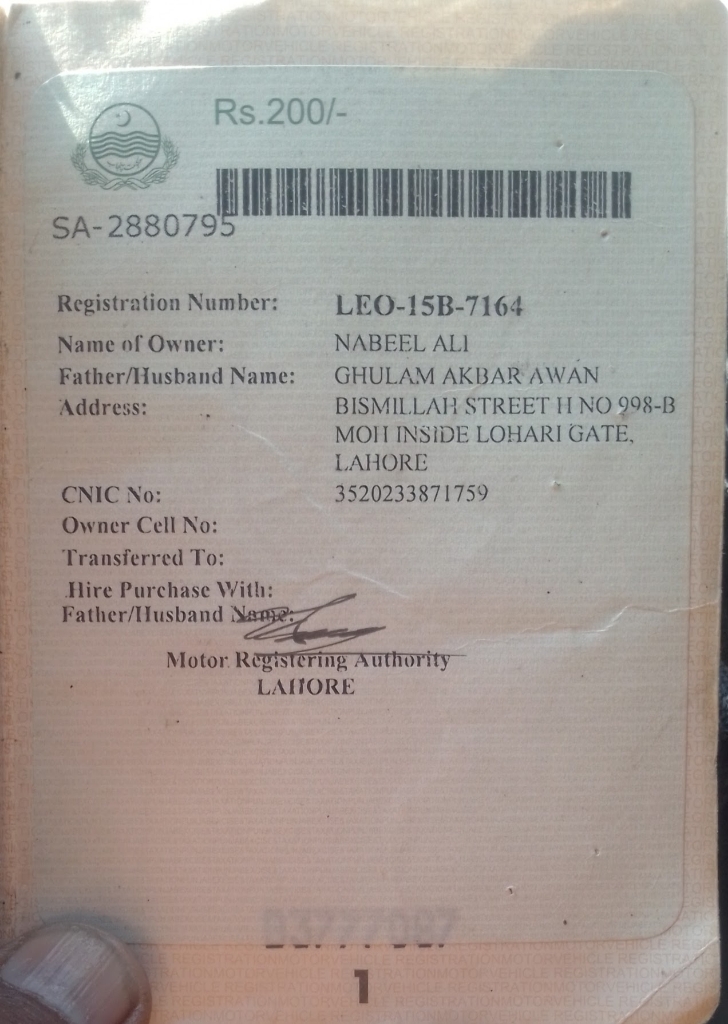 Rs.200/-
SA-2880795
Registration Number: LEO-15B-7164
Name of Owner: NABEEL ALI
Father/Husband Name: GHULAM AKBAR AWAN
Address: BISMILLAH STREET H NO 998-B
MOH INSIDE LOHARI GATE,
LAHORE
CNIC No: 3520233871759
Owner Cell No:
Transferred To:
Hire Purchase With:
Father/Husband Name:
Motor Registering Authority
LAHORE
1